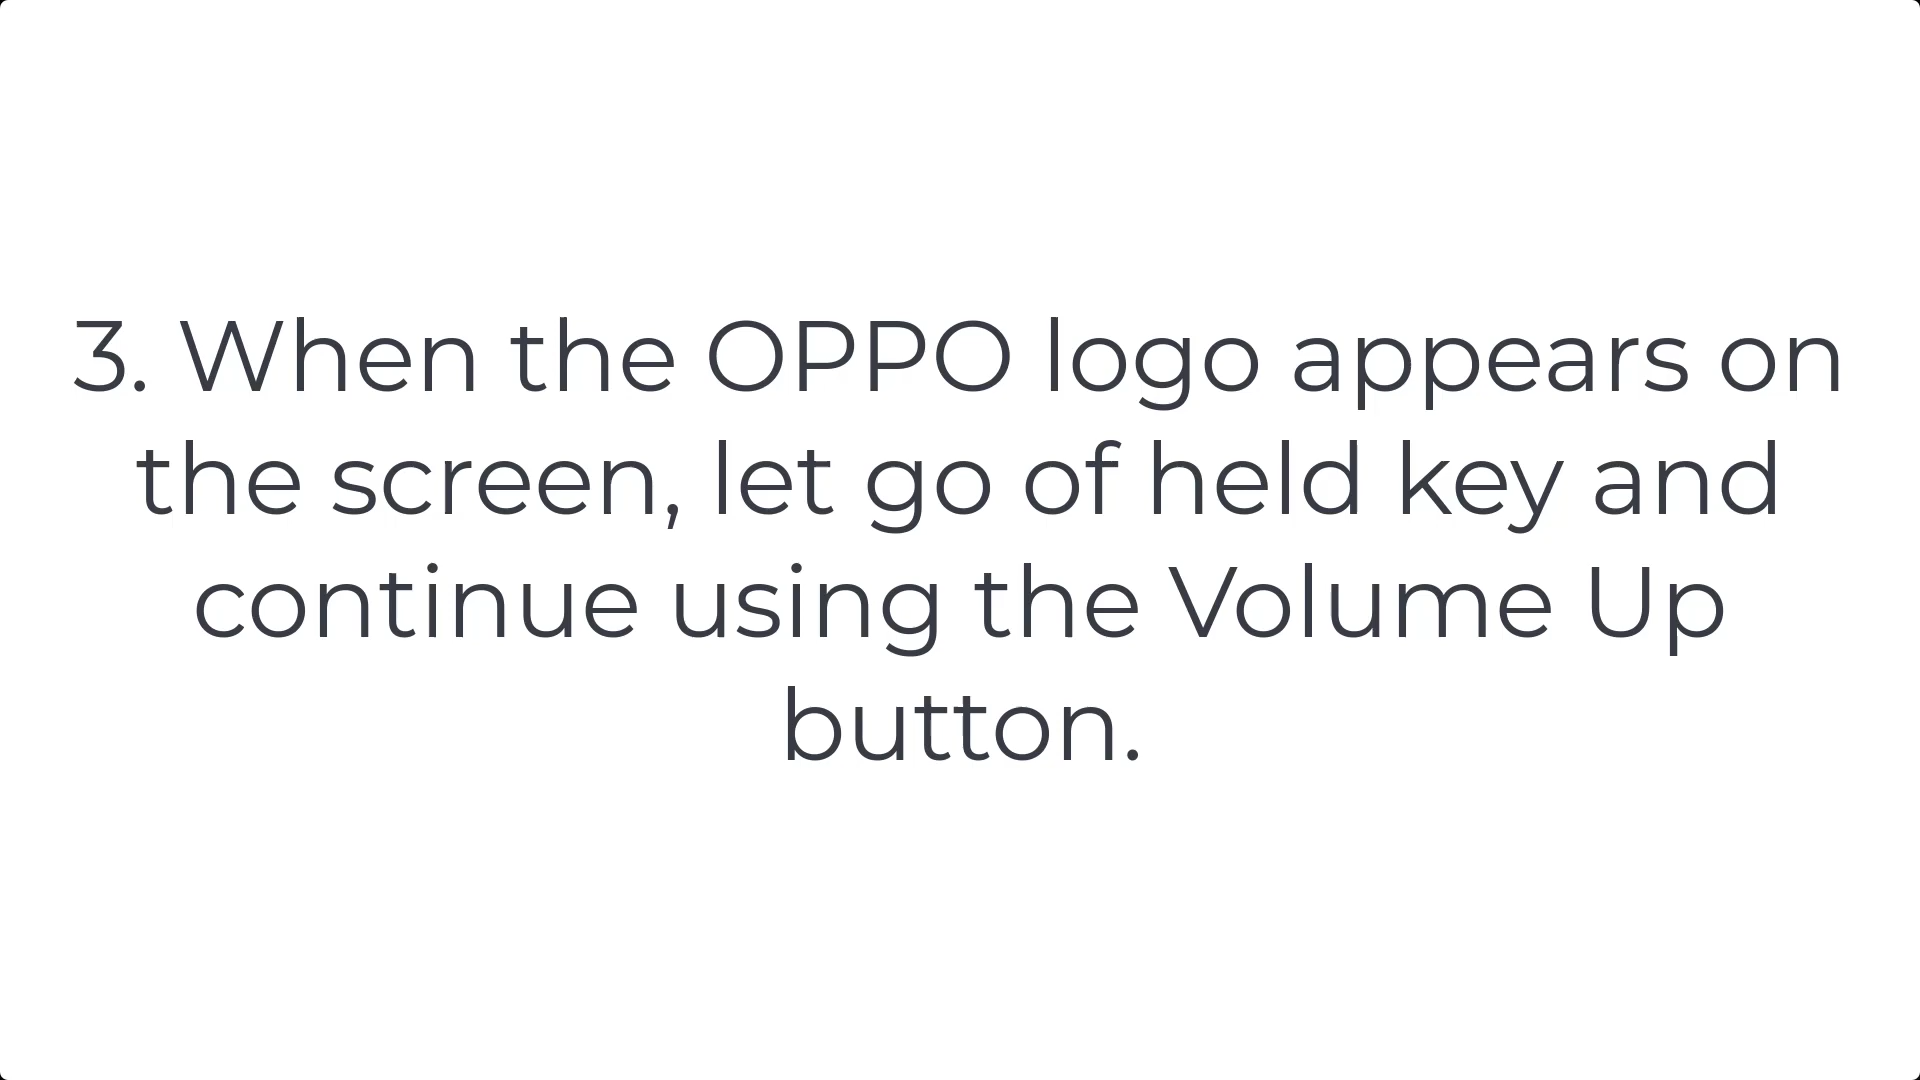 3. When the OPPO logo appears on
the screen, let go of held key and
continue using the Volume Up
button.